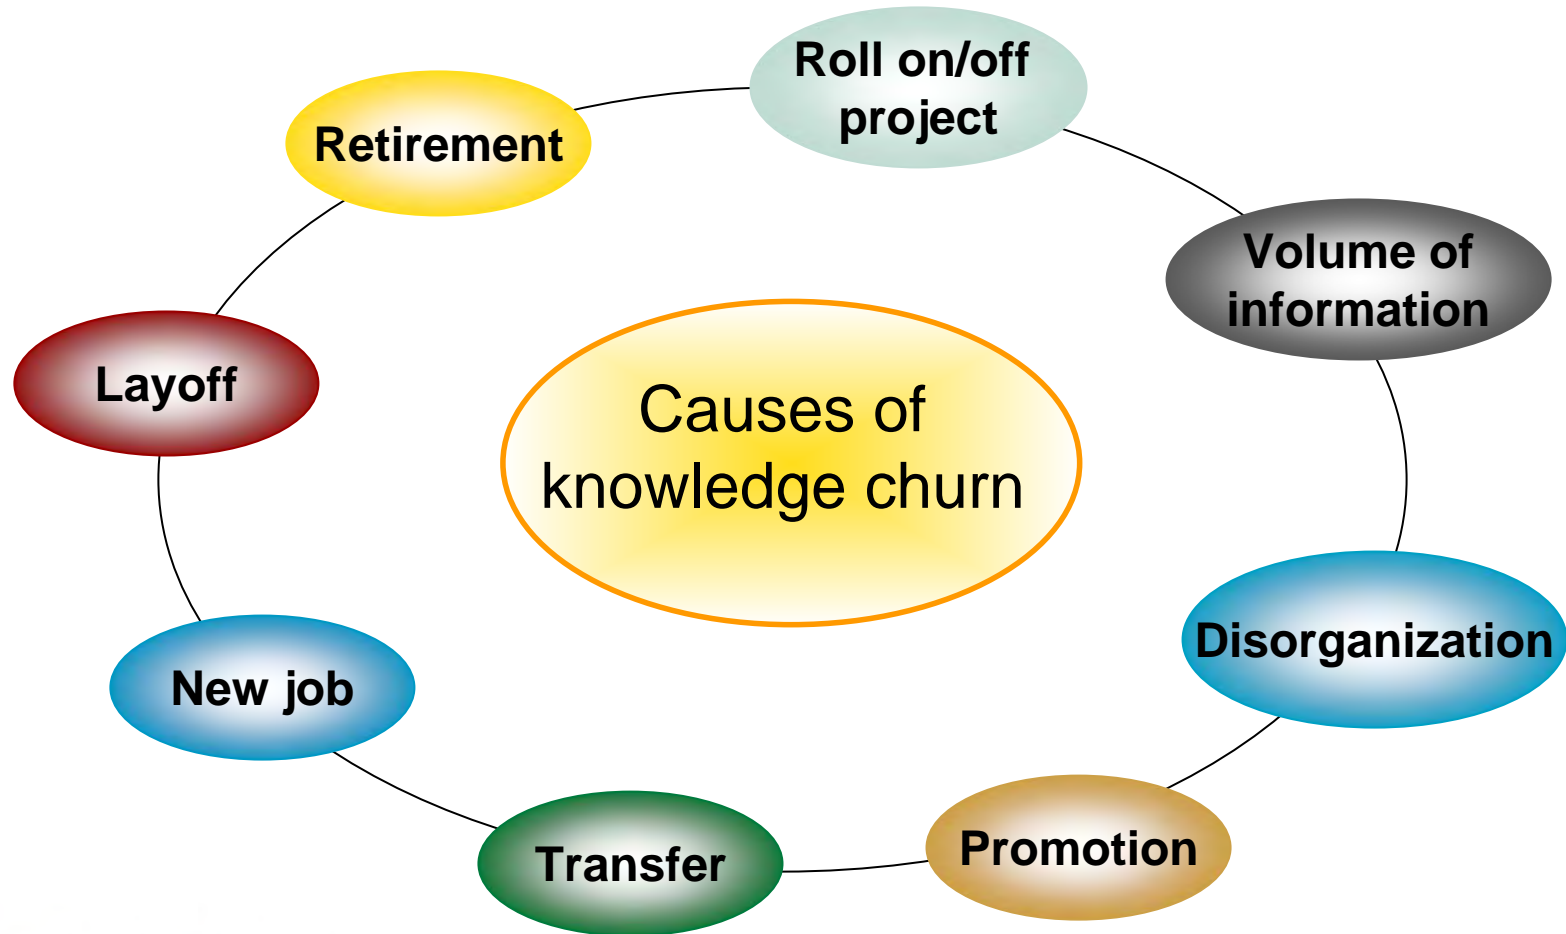 Roll on/off
project
Retirement
Volume of
information
Layoff
Causes of
knowledge churn
Disorganization
New job
Promotion
Transfer